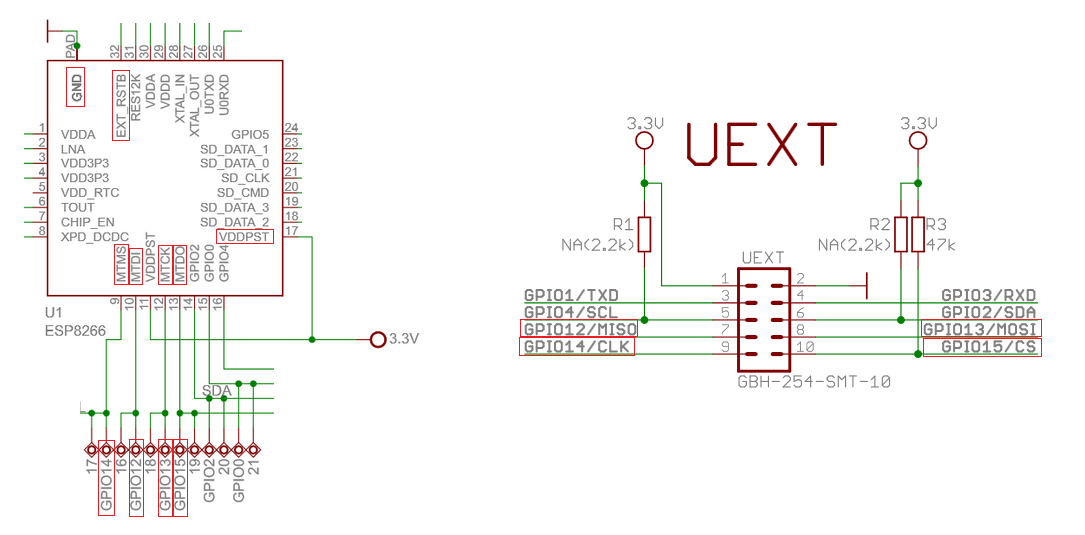 PAD
32
31
30
29
28
27
26
25
GND
EXT_RSTB
RES12K
VDDA
VDDD
XTAL_IN
XTAL_OUT
U0TXD
U0RXD
1 VDDA
2 LNA
3 VDD3P3
4 VDD3P3
5 VDD_RTC
6 TOUT
7 CHIP_EN
8 XPD_DCDC
GPIO5 24
SD_DATA_1 23
SD_DATA_0 22
SD_CLK 21
SD_CMD 20
SD_DATA_3 19
SD_DATA_2 18
VDDPST 17
MTMS
MTDI
VDDPST
MTCK
MTDO
GPIO2
GPIO0
GPIO4
9
10
11
12
13
14
15
16
U1
ESP8266
3.3V
SDA
17
GPIO14
16
GPIO12
18
GPIO13
GPIO15
19
GPIO2
20
GPIO0
21
3.3V
UEXT
3.3V
R1
NA(2.2k)
R2
NA(2.2k)
R3
47k
UEXT
1 2
GPIO1/TXD 3 4 GPIO3/RXD
GPIO4/SCL 5 6 GPIO2/SDA
GPIO12/MISO 7 8 GPIO13/MOSI
GPIO14/CLK 9 10 GPIO15/CS
GBH-254-SMT-10